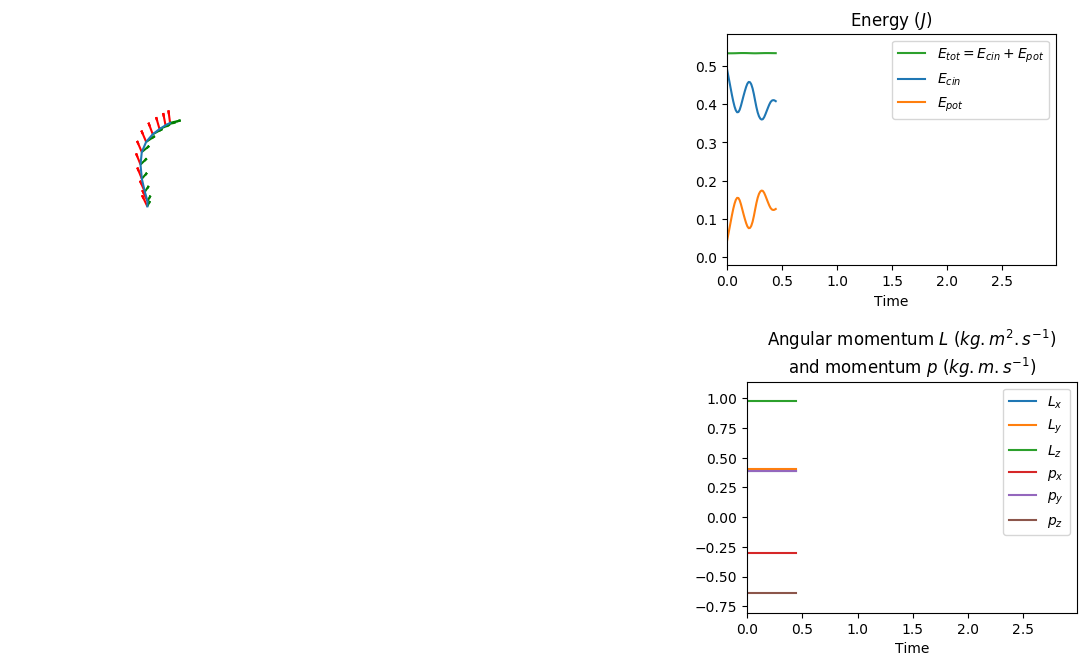 Energy (J)
E_tot = E_cin + E_pot
E_cin
E_pot
0.5
0.4
0.3
0.2
0.1
0.0
0.0 0.5 1.0 1.5 2.0 2.5
Time
Angular momentum L (kg.m².s⁻¹)
and momentum p (kg.m.s⁻¹)
L_x
L_y
L_z
p_x
p_y
p_z
1.00
0.75
0.50
0.25
0.00
−0.25
−0.50
−0.75
0.0 0.5 1.0 1.5 2.0 2.5
Time